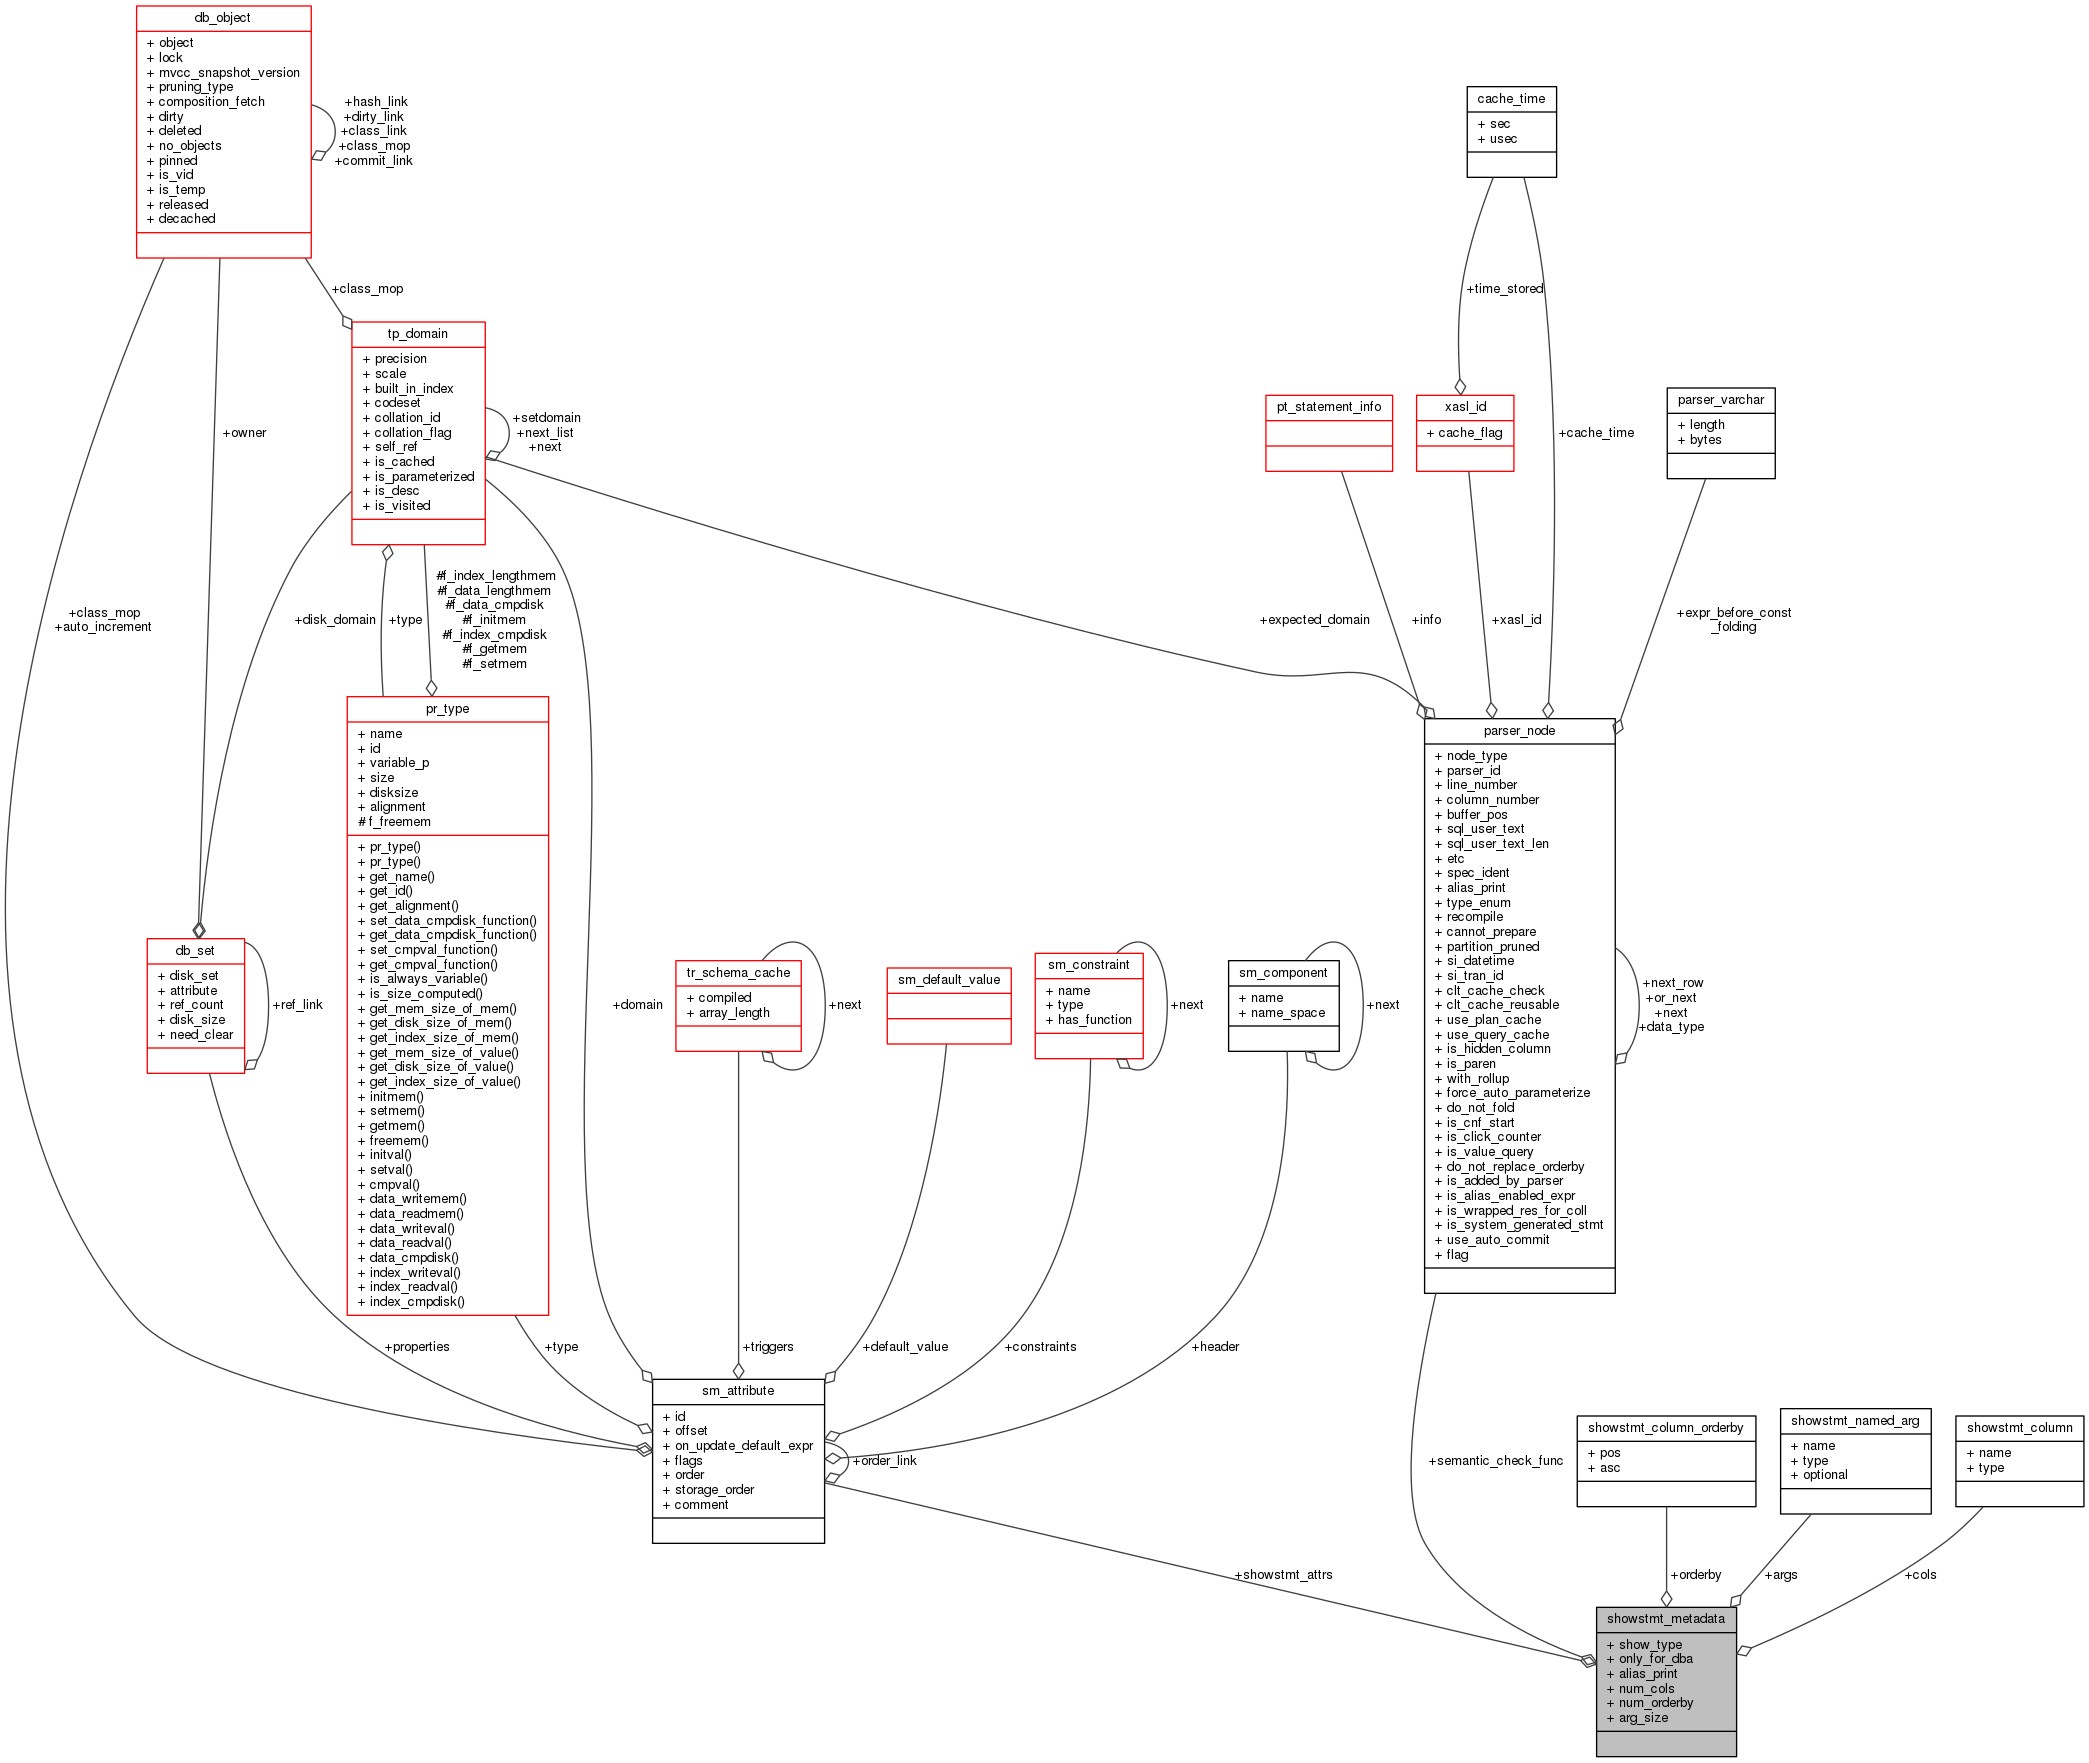 db_object
+ object
+ lock
+ mvcc_snapshot_version
+ pruning_type
+ composition_fetch
+ dirty
+ deleted
+ no_objects
+ pinned
+ is_vid
+ is_temp
+ released
+ decached
+hash_link
+dirty_link
+class_link
+class_mop
+commit_link
cache_time
+ sec
+ usec
+class_mop
+time_stored
tp_domain
+ precision
+ scale
+ built_in_index
+ codeset
+ collation_id
+ collation_flag
+ self_ref
+ is_cached
+ is_parameterized
+ is_desc
+ is_visited
+setdomain
+next_list
+next
+owner
pt_statement_info
xasl_id
+ cache_flag
+cache_time
parser_varchar
+ length
+ bytes
+class_mop
+auto_increment
+disk_domain
+type
#f_index_lengthmem
#f_data_lengthmem
#f_data_cmpdisk
#f_initmem
#f_index_cmpdisk
#f_getmem
#f_setmem
+expected_domain
+info
+xasl_id
+expr_before_const
_folding
pr_type
+ name
+ id
+ variable_p
+ size
+ disksize
+ alignment
# f_freemem
+ pr_type()
+ pr_type()
+ get_name()
+ get_id()
+ get_alignment()
+ set_data_cmpdisk_function()
+ get_data_cmpdisk_function()
+ set_cmpval_function()
+ get_cmpval_function()
+ is_always_variable()
+ is_size_computed()
+ get_mem_size_of_mem()
+ get_disk_size_of_mem()
+ get_index_size_of_mem()
+ get_mem_size_of_value()
+ get_disk_size_of_value()
+ get_index_size_of_value()
+ initmem()
+ setmem()
+ getmem()
+ freemem()
+ initval()
+ setval()
+ cmpval()
+ data_writemem()
+ data_readmem()
+ data_writeval()
+ data_readval()
+ data_cmpdisk()
+ index_writeval()
+ index_readval()
+ index_cmpdisk()
parser_node
+ node_type
+ parser_id
+ line_number
+ column_number
+ buffer_pos
+ sql_user_text
+ sql_user_text_len
+ etc
+ spec_ident
+ alias_print
+ type_enum
+ recompile
+ cannot_prepare
+ partition_pruned
+ si_datetime
+ si_tran_id
+ clt_cache_check
+ clt_cache_reusable
+ use_plan_cache
+ use_query_cache
+ is_hidden_column
+ is_paren
+ with_rollup
+ force_auto_parameterize
+ do_not_fold
+ is_cnf_start
+ is_click_counter
+ is_value_query
+ do_not_replace_orderby
+ is_added_by_parser
+ is_alias_enabled_expr
+ is_wrapped_res_for_coll
+ is_system_generated_stmt
+ use_auto_commit
+ flag
+next_row
+or_next
+next
+data_type
db_set
+ disk_set
+ attribute
+ ref_count
+ disk_size
+ need_clear
+ref_link
+domain
tr_schema_cache
+ compiled
+ array_length
+next
sm_default_value
sm_constraint
+ name
+ type
+ has_function
+next
sm_component
+ name
+ name_space
+next
+properties
+type
+triggers
+default_value
+constraints
+header
sm_attribute
+ id
+ offset
+ on_update_default_expr
+ flags
+ order
+ storage_order
+ comment
+order_link
+semantic_check_func
showstmt_column_orderby
+ pos
+ asc
showstmt_named_arg
+ name
+ type
+ optional
showstmt_column
+ name
+ type
+showstmt_attrs
+orderby
+args
+cols
showstmt_metadata
+ show_type
+ only_for_dba
+ alias_print
+ num_cols
+ num_orderby
+ arg_size